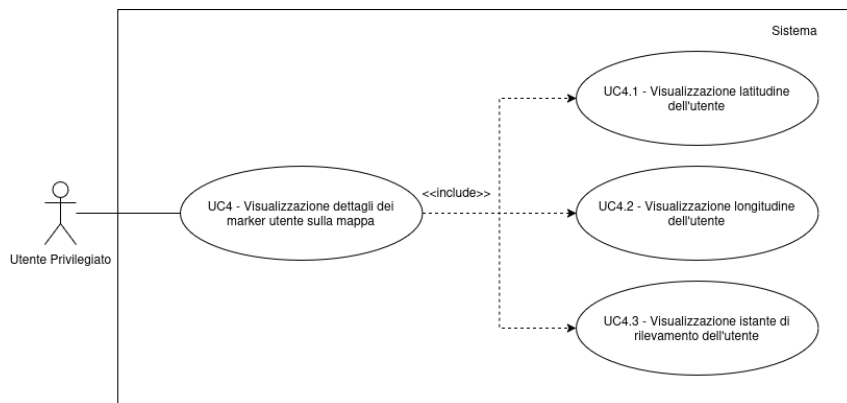 Sistema
UC4.1 - Visualizzazione latitudine
dell'utente
<<include>>
UC4 - Visualizzazione dettagli dei
marker utente sulla mappa
UC4.2 - Visualizzazione longitudine
dell'utente
Utente Privilegiato
UC4.3 - Visualizzazione istante di
rilevamento dell'utente